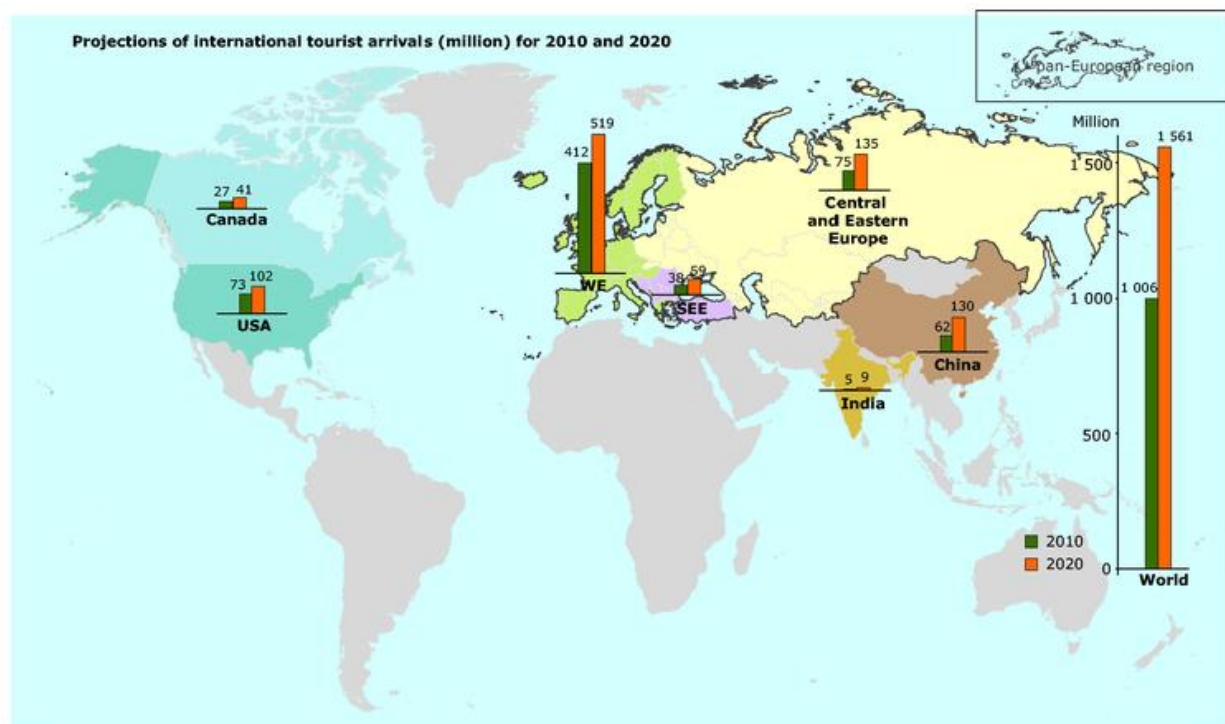 Projections of international tourist arrivals (million) for 2010 and 2020
pan-European region
Million
1 561
1 500
1 006
1 000
500
0
World
2010
2020
27 41
Canada
73 102
USA
412 519
WE
38 59
SEE
75 135
Central
and Eastern
Europe
62 130
China
5 9
India